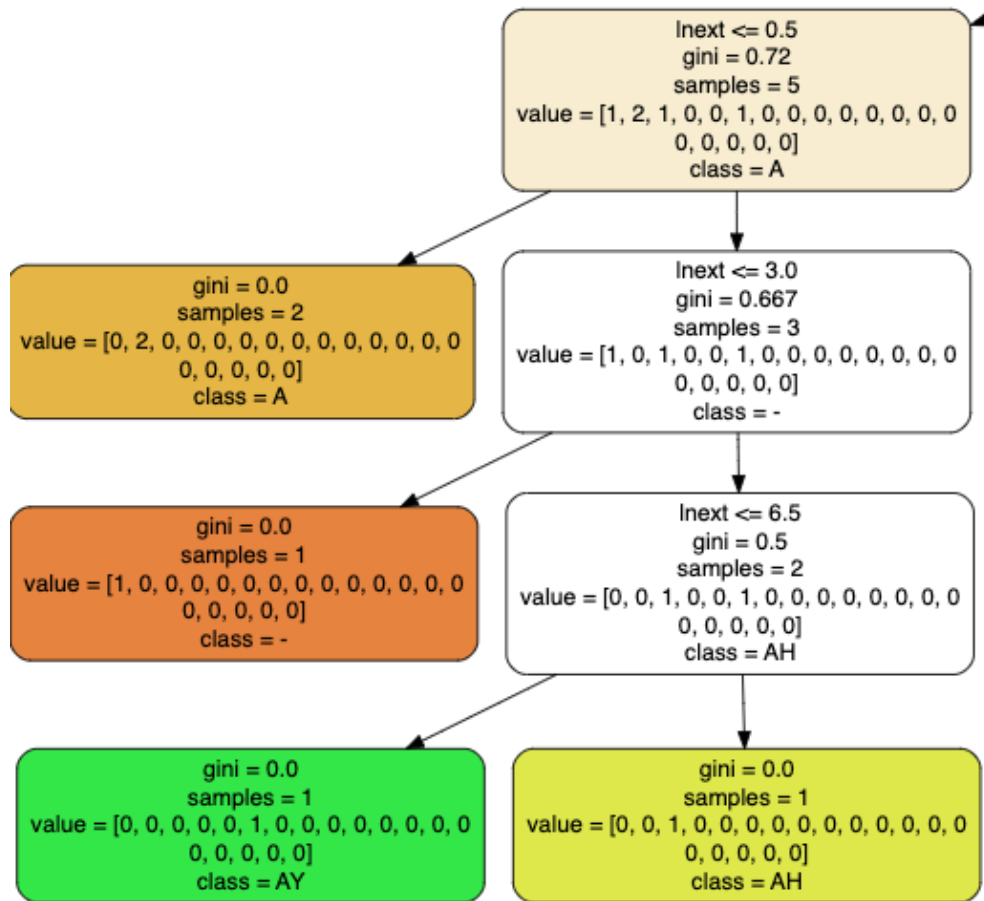 lnext <= 0.5
gini = 0.72
samples = 5
value = [1, 2, 1, 0, 0, 1, 0, 0, 0, 0, 0, 0, 0, 0
0, 0, 0, 0, 0]
class = A
gini = 0.0
samples = 2
value = [0, 2, 0, 0, 0, 0, 0, 0, 0, 0, 0, 0, 0, 0
0, 0, 0, 0, 0]
class = A
lnext <= 3.0
gini = 0.667
samples = 3
value = [1, 0, 1, 0, 0, 1, 0, 0, 0, 0, 0, 0, 0, 0
0, 0, 0, 0, 0]
class = -
gini = 0.0
samples = 1
value = [1, 0, 0, 0, 0, 0, 0, 0, 0, 0, 0, 0, 0, 0
0, 0, 0, 0, 0]
class = -
lnext <= 6.5
gini = 0.5
samples = 2
value = [0, 0, 1, 0, 0, 1, 0, 0, 0, 0, 0, 0, 0, 0
0, 0, 0, 0, 0]
class = AH
gini = 0.0
samples = 1
value = [0, 0, 0, 0, 0, 1, 0, 0, 0, 0, 0, 0, 0, 0
0, 0, 0, 0, 0]
class = AY
gini = 0.0
samples = 1
value = [0, 0, 1, 0, 0, 0, 0, 0, 0, 0, 0, 0, 0, 0
0, 0, 0, 0, 0]
class = AH